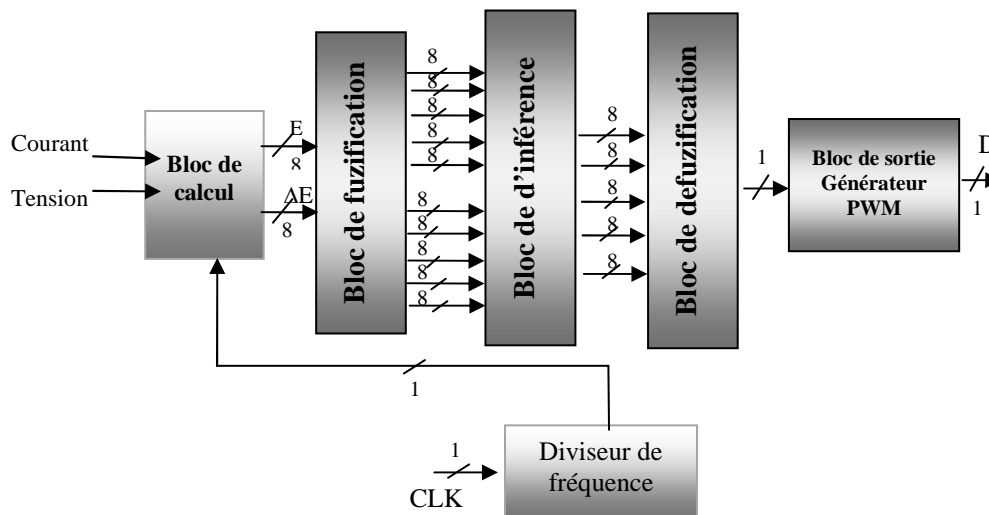 Courant
Tension
Bloc de
calcul
E
8
ΔE
8
Bloc de fuzification
8
8
8
8
8
8
8
8
8
8
Bloc d'inférence
8
8
8
8
8
Bloc de defuzification
1
Bloc de sortie
Générateur
PWM
D
1
1
1
CLK
Diviseur de
fréquence